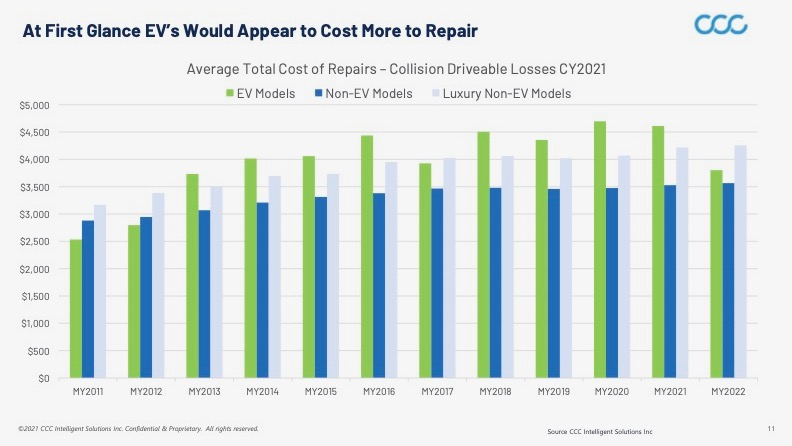 At First Glance EV's Would Appear to Cost More to Repair
CCC
Average Total Cost of Repairs – Collision Driveable Losses CY2021
EV Models Non-EV Models Luxury Non-EV Models
$5,000
$4,500
$4,000
$3,500
$3,000
$2,500
$2,000
$1,500
$1,000
$500
$0
MY2011 MY2012 MY2013 MY2014 MY2015 MY2016 MY2017 MY2018 MY2019 MY2020 MY2021 MY2022
©2021 CCC Intelligent Solutions Inc. Confidential & Proprietary. All rights reserved.
Source CCC Intelligent Solutions Inc
11